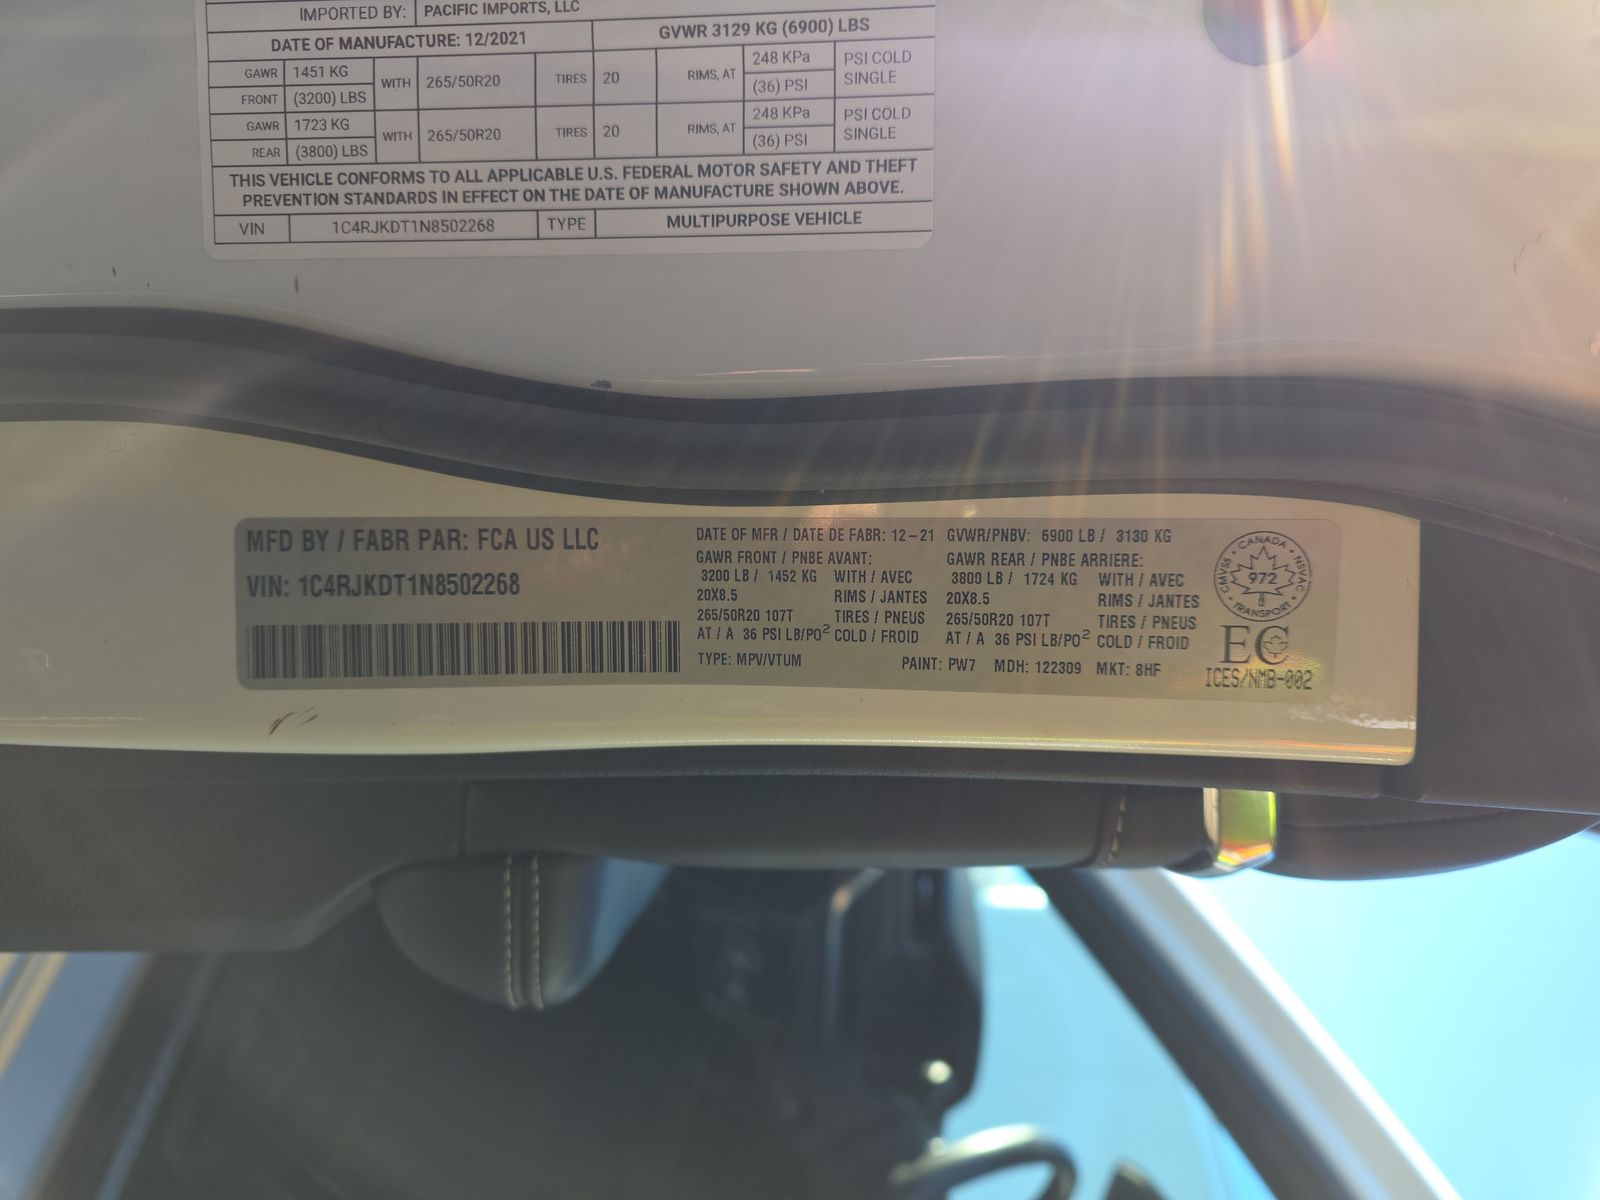 IMPORTED BY: PACIFIC IMPORTS, LLC
DATE OF MANUFACTURE: 12/2021 GVWR 3129 KG (6900) LBS
GAWR FRONT 1451 KG (3200) LBS WITH 265/50R20 TIRES 20 RIMS, AT 248 KPa (36) PSI PSI COLD SINGLE
GAWR REAR 1723 KG (3800) LBS WITH 265/50R20 TIRES 20 RIMS, AT 248 KPa (36) PSI PSI COLD SINGLE
THIS VEHICLE CONFORMS TO ALL APPLICABLE U.S. FEDERAL MOTOR SAFETY AND THEFT
PREVENTION STANDARDS IN EFFECT ON THE DATE OF MANUFACTURE SHOWN ABOVE.
VIN 1C4RJKDT1N8502268 TYPE MULTIPURPOSE VEHICLE
MFD BY / FABR PAR: FCA US LLC
VIN: 1C4RJKDT1N8502268
DATE OF MFR / DATE DE FABR: 12-21 GVWR/PNBV: 6900 LB / 3130 KG
GAWR FRONT / PNBE AVANT: GAWR REAR / PNBE ARRIERE:
3200 LB / 1452 KG WITH / AVEC 3800 LB / 1724 KG WITH / AVEC
20X8.5 RIMS / JANTES 20X8.5 RIMS / JANTES
265/50R20 107T TIRES / PNEUS 265/50R20 107T TIRES / PNEUS
AT / A 36 PSI LB/PO² COLD / FROID AT / A 36 PSI LB/PO² COLD / FROID
TYPE: MPV/VTUM PAINT: PW7 MDH: 122309 MKT: 8HF
CANADA
CMVSS 972 NSVAC
TRANSPORT
EC
ICES/NMB-002